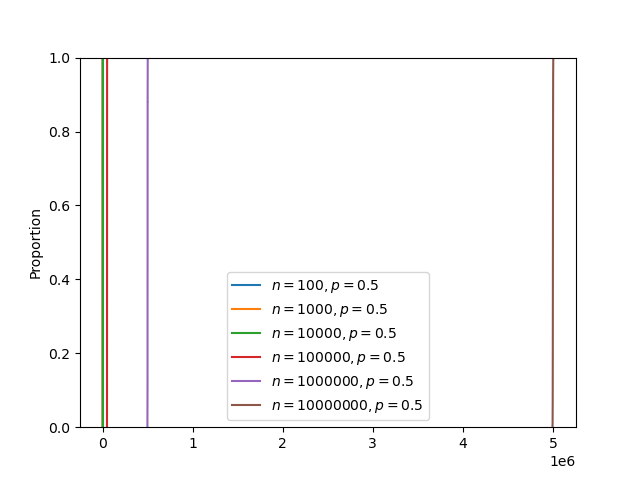 1.0
0.8
0.6
0.4
0.2
0.0
Proportion
n = 100, p = 0.5
n = 1000, p = 0.5
n = 10000, p = 0.5
n = 100000, p = 0.5
n = 1000000, p = 0.5
n = 10000000, p = 0.5
0 1 2 3 4 5
1e6